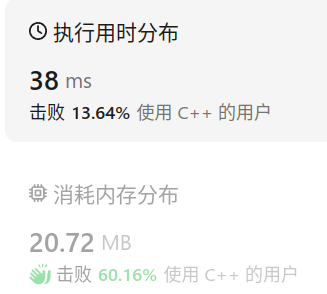 执行用时分布
38 ms
击败 13.64% 使用 C++ 的用户
消耗内存分布
20.72 MB
击败 60.16% 使用 C++ 的用户